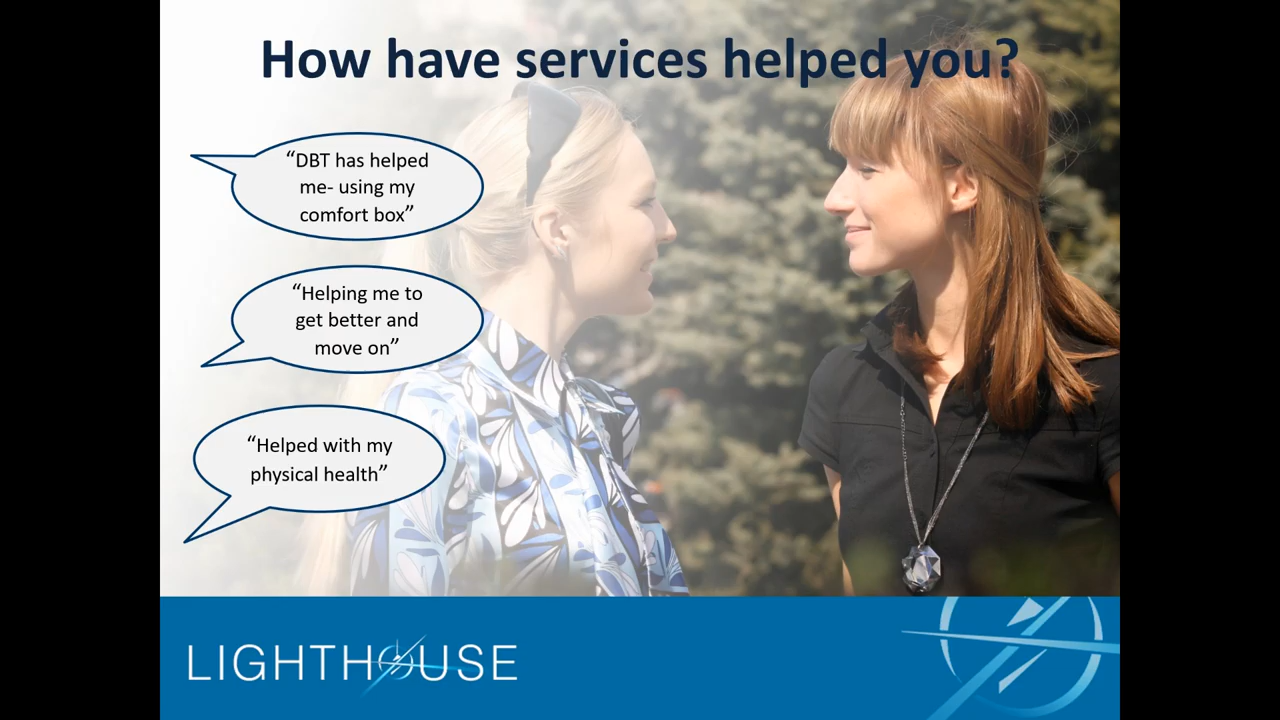 How have services helped you?
“DBT has helped
me- using my
comfort box”
“Helping me to
get better and
move on”
“Helped with my
physical health”
LIGHTHOUSE